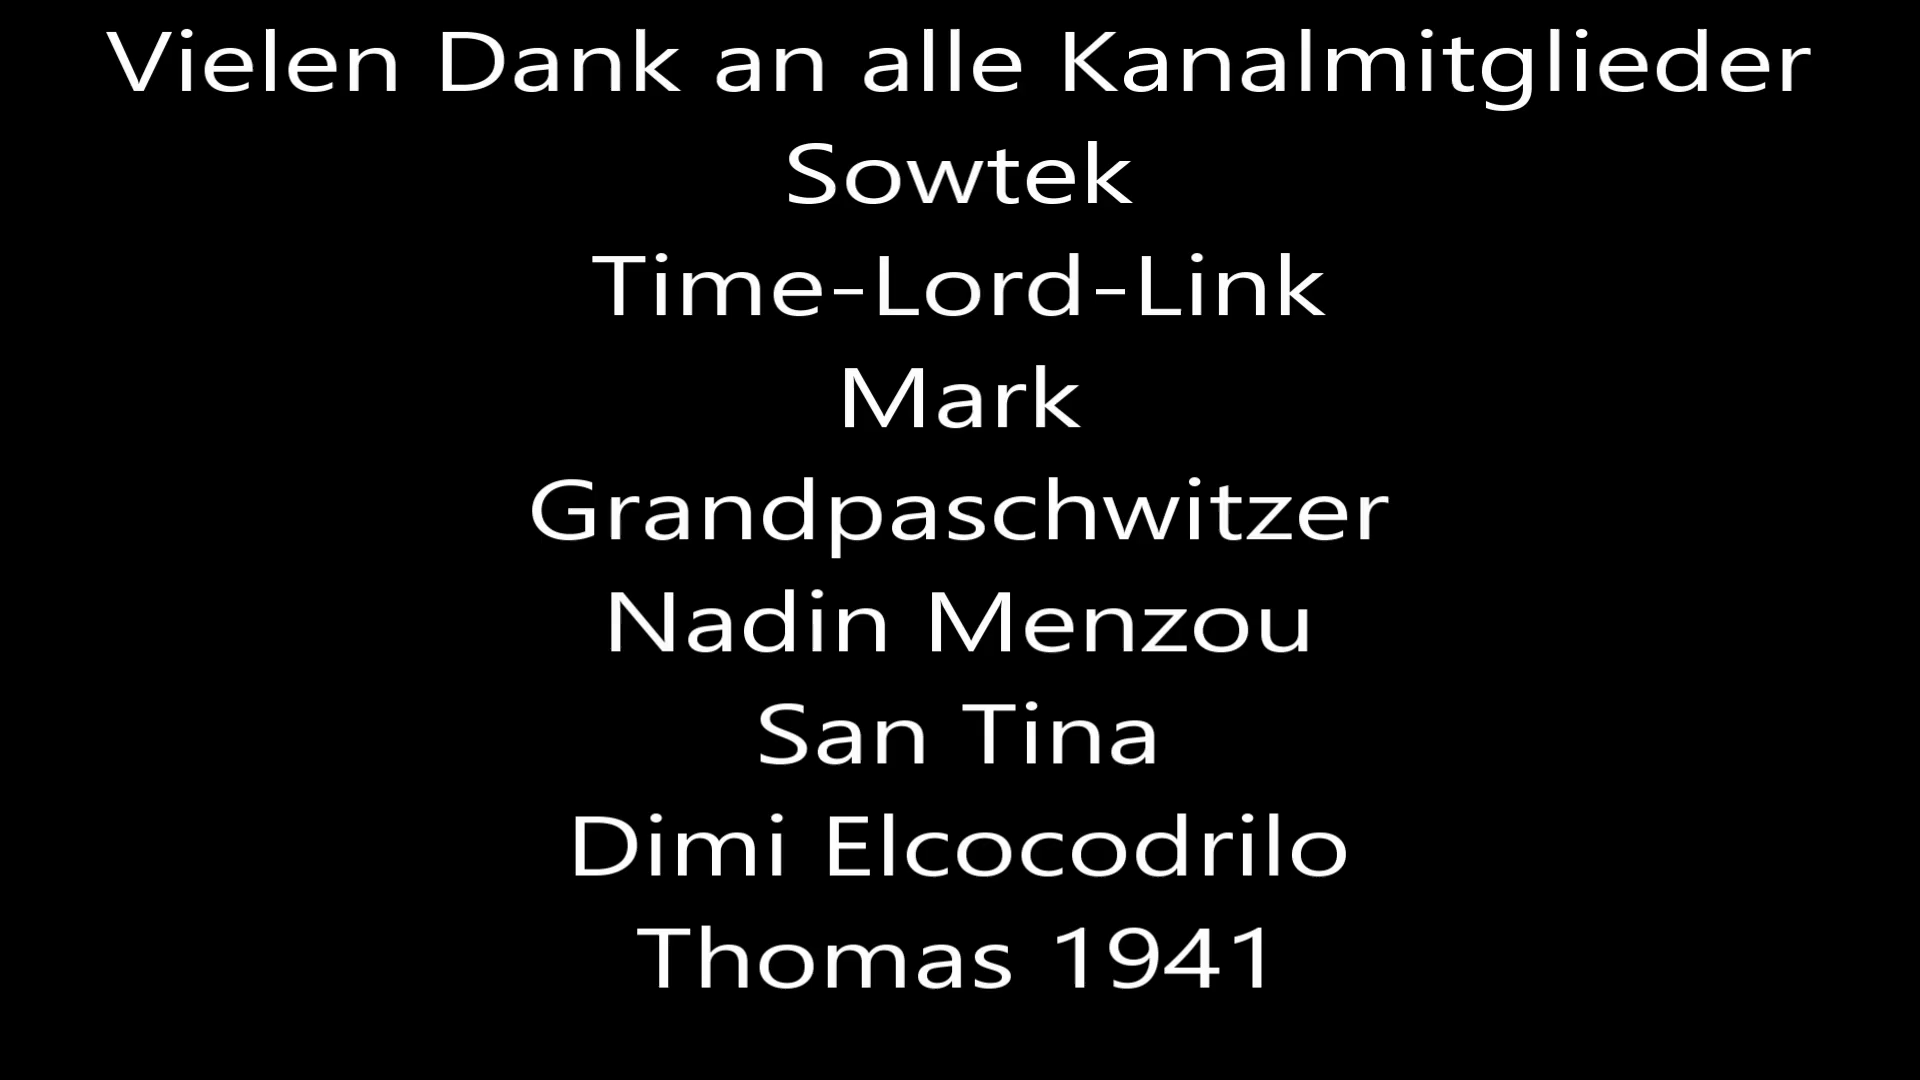 Vielen Dank an alle Kanalmitglieder
Sowtek
Time-Lord-Link
Mark
Grandpaschwitzer
Nadin Menzou
San Tina
Dimi Elcocodrilo
Thomas 1941